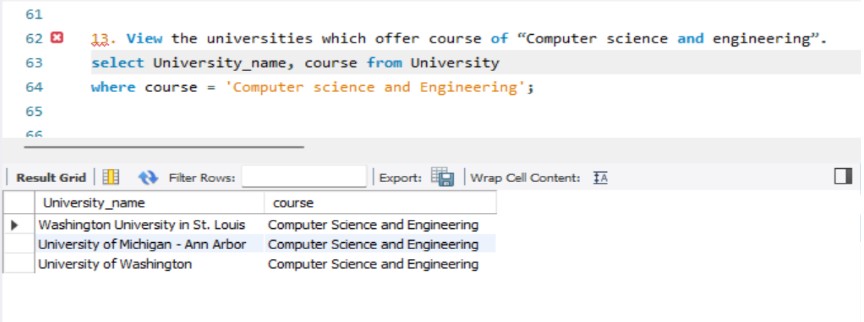 61
62 13. View the universities which offer course of “Computer science and engineering”.
63 select University_name, course from University
64 where course = 'Computer science and Engineering';
65
66
Result Grid Filter Rows: Export: Wrap Cell Content: IA
University_name course
Washington University in St. Louis Computer Science and Engineering
University of Michigan - Ann Arbor Computer Science and Engineering
University of Washington Computer Science and Engineering